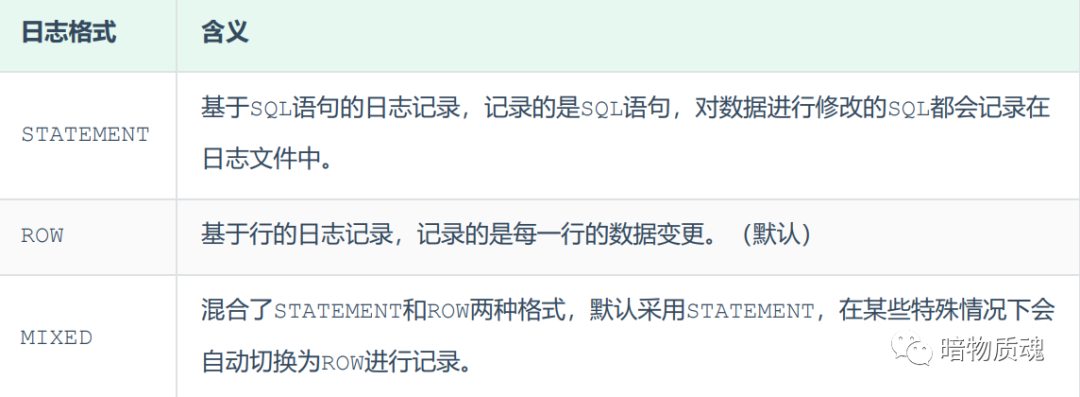 日志格式 含义
STATEMENT
基于SQL语句的日志记录，记录的是SQL语句，对数据进行修改的SQL都会记录在
日志文件中。
ROW 基于行的日志记录，记录的是每一行的数据变更。（默认）
MIXED
混合了STATEMENT和ROW两种格式，默认采用STATEMENT，在某些特殊情况下会
自动切换为ROW进行记录。
暗物质魂